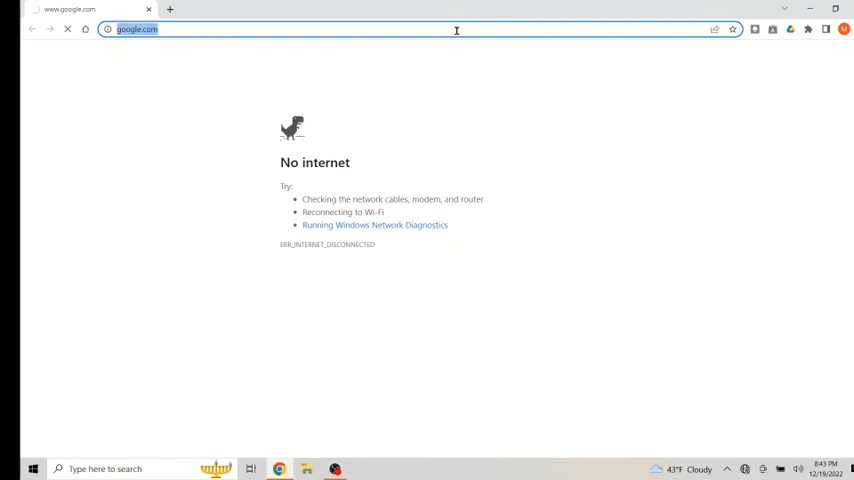 www.google.com
google.com
M
No internet
Try:
Checking the network cables, modem, and router
Reconnecting to Wi-Fi
Running Windows Network Diagnostics
ERR_INTERNET_DISCONNECTED
Type here to search
43°F Cloudy
8:43 PM
12/19/2022